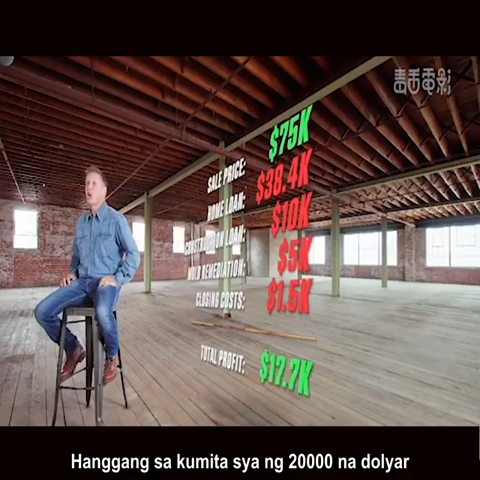 毒舌電影
SALE PRICE: $75K
HOME LOAN: $38.4K
CONSTRUCTION LOAN: $10K
MOLD REMEDIATION: $5K
CLOSING COSTS: $1.5K
TOTAL PROFIT: $17.7K
Hanggang sa kumita sya ng 20000 na dolyar